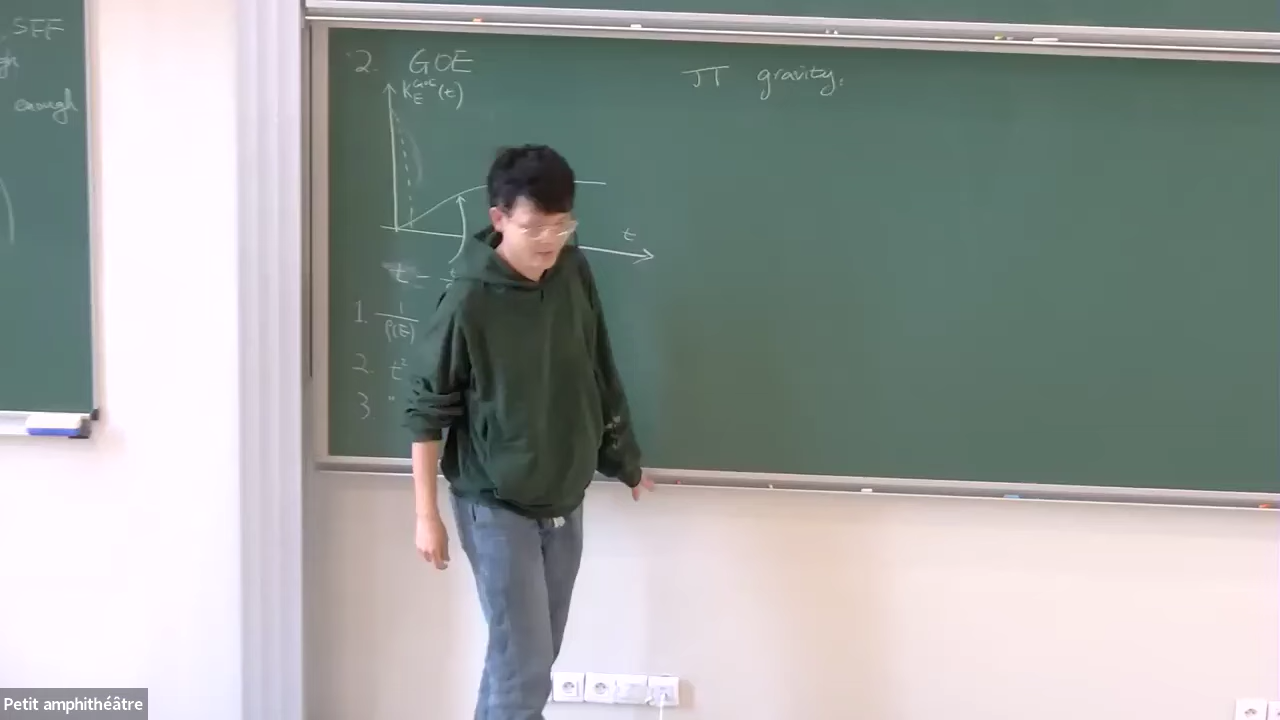 SFF
enough
2. GOE
JT gravity.
K_E^{GOE}(t)
t
t =
1. 1/ρ(E)
2. t²
3. "
Petit amphithéâtre